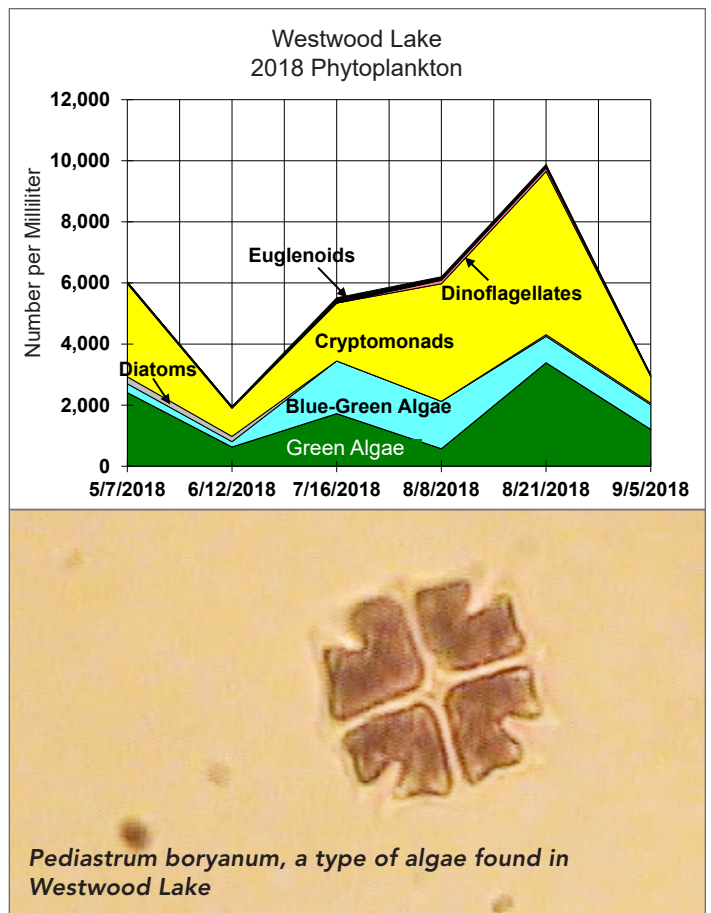 Westwood Lake
2018 Phytoplankton
12,000
10,000
8,000
6,000
4,000
2,000
0
Number per Milliliter
Euglenoids
Dinoflagellates
Cryptomonads
Diatoms
Blue-Green Algae
Green Algae
5/7/2018 6/12/2018 7/16/2018 8/8/2018 8/21/2018 9/5/2018
Pediastrum boryanum, a type of algae found in
Westwood Lake